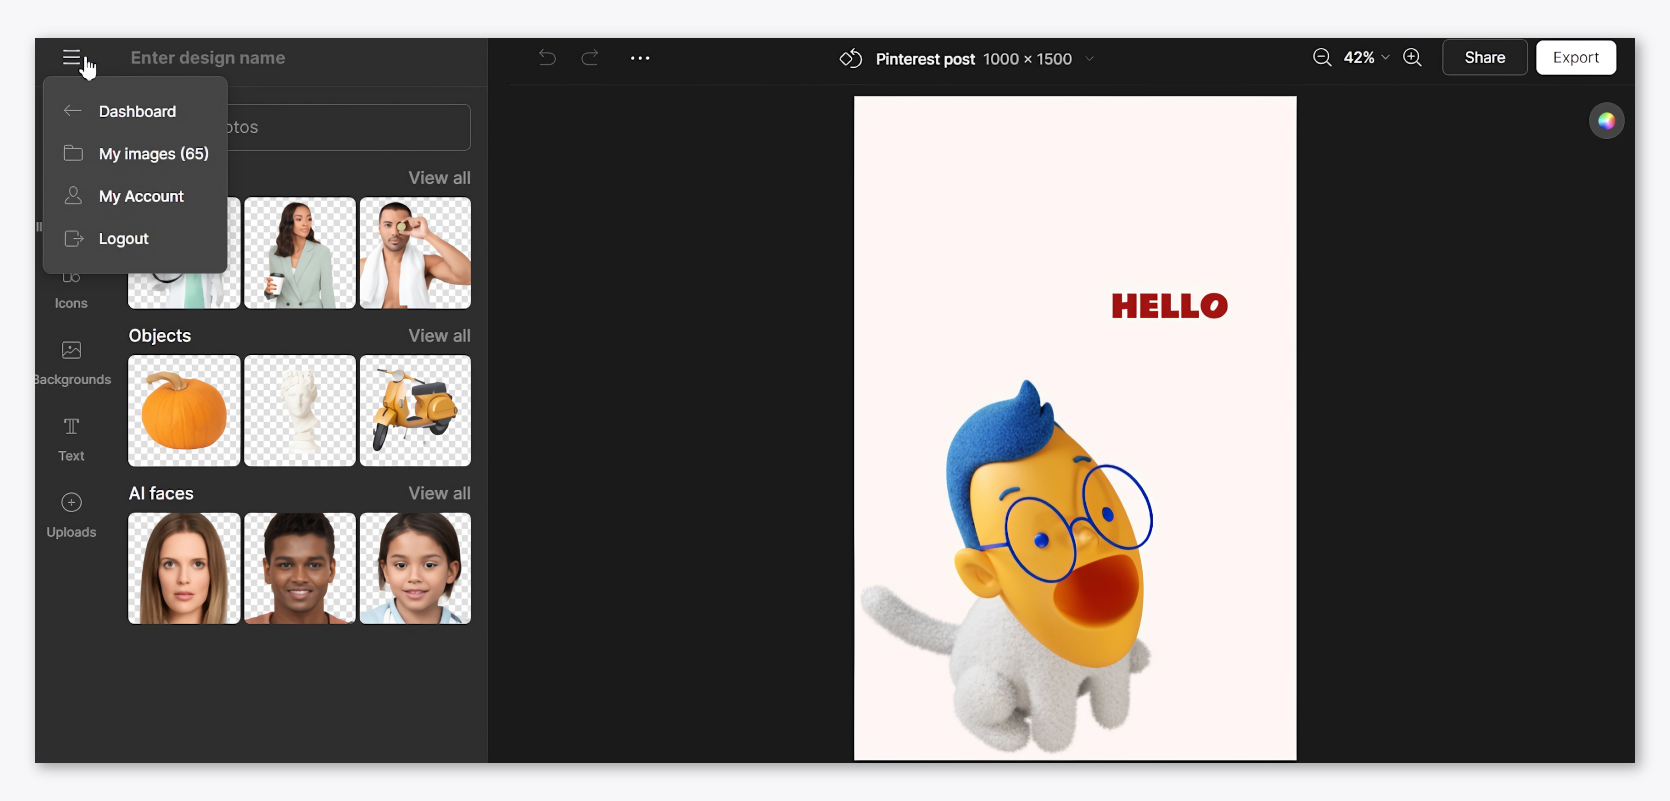 Enter design name
Pinterest post 1000 × 1500
42%
Share
Export
Dashboard
My images (65)
My Account
Logout
View all
Icons
Objects
View all
Backgrounds
Text
AI faces
View all
Uploads
HELLO